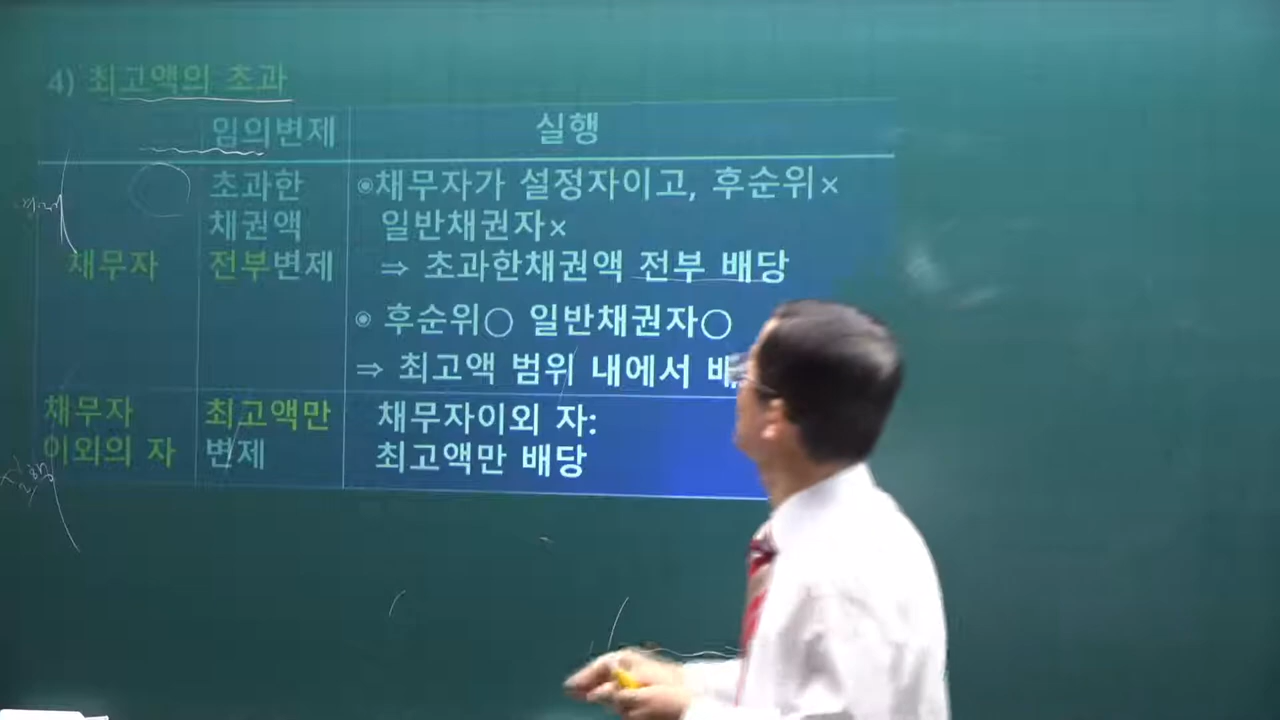 4) 최고액의 초과
임의변제 실행
초과한 ◉채무자가 설정자이고, 후순위×
채권액 일반채권자×
채무자 전부변제 ⇒ 초과한채권액 전부 배당
◉ 후순위○ 일반채권자○
⇒ 최고액 범위 내에서
채무자 최고액만 채무자이외 자:
이외의 자 변제 최고액만 배당